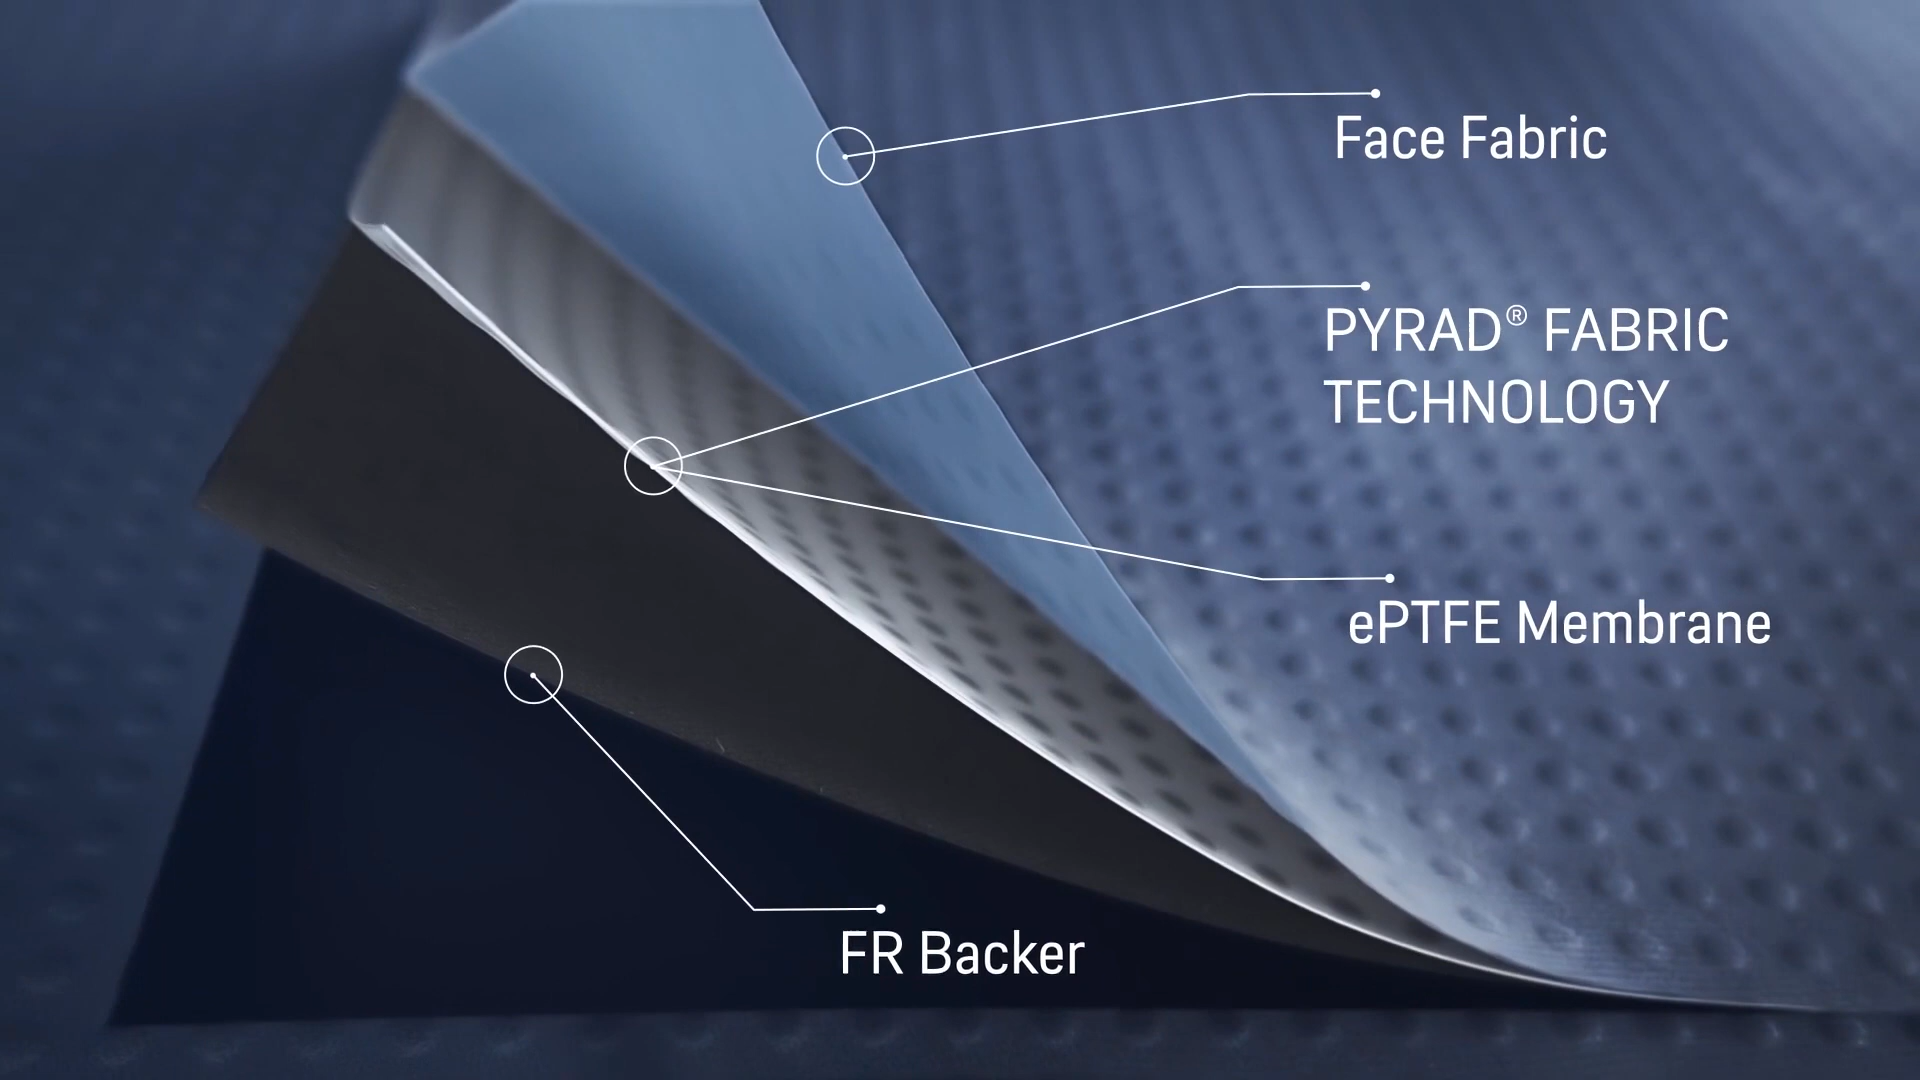 Face Fabric
PYRAD® FABRIC
TECHNOLOGY
ePTFE Membrane
FR Backer